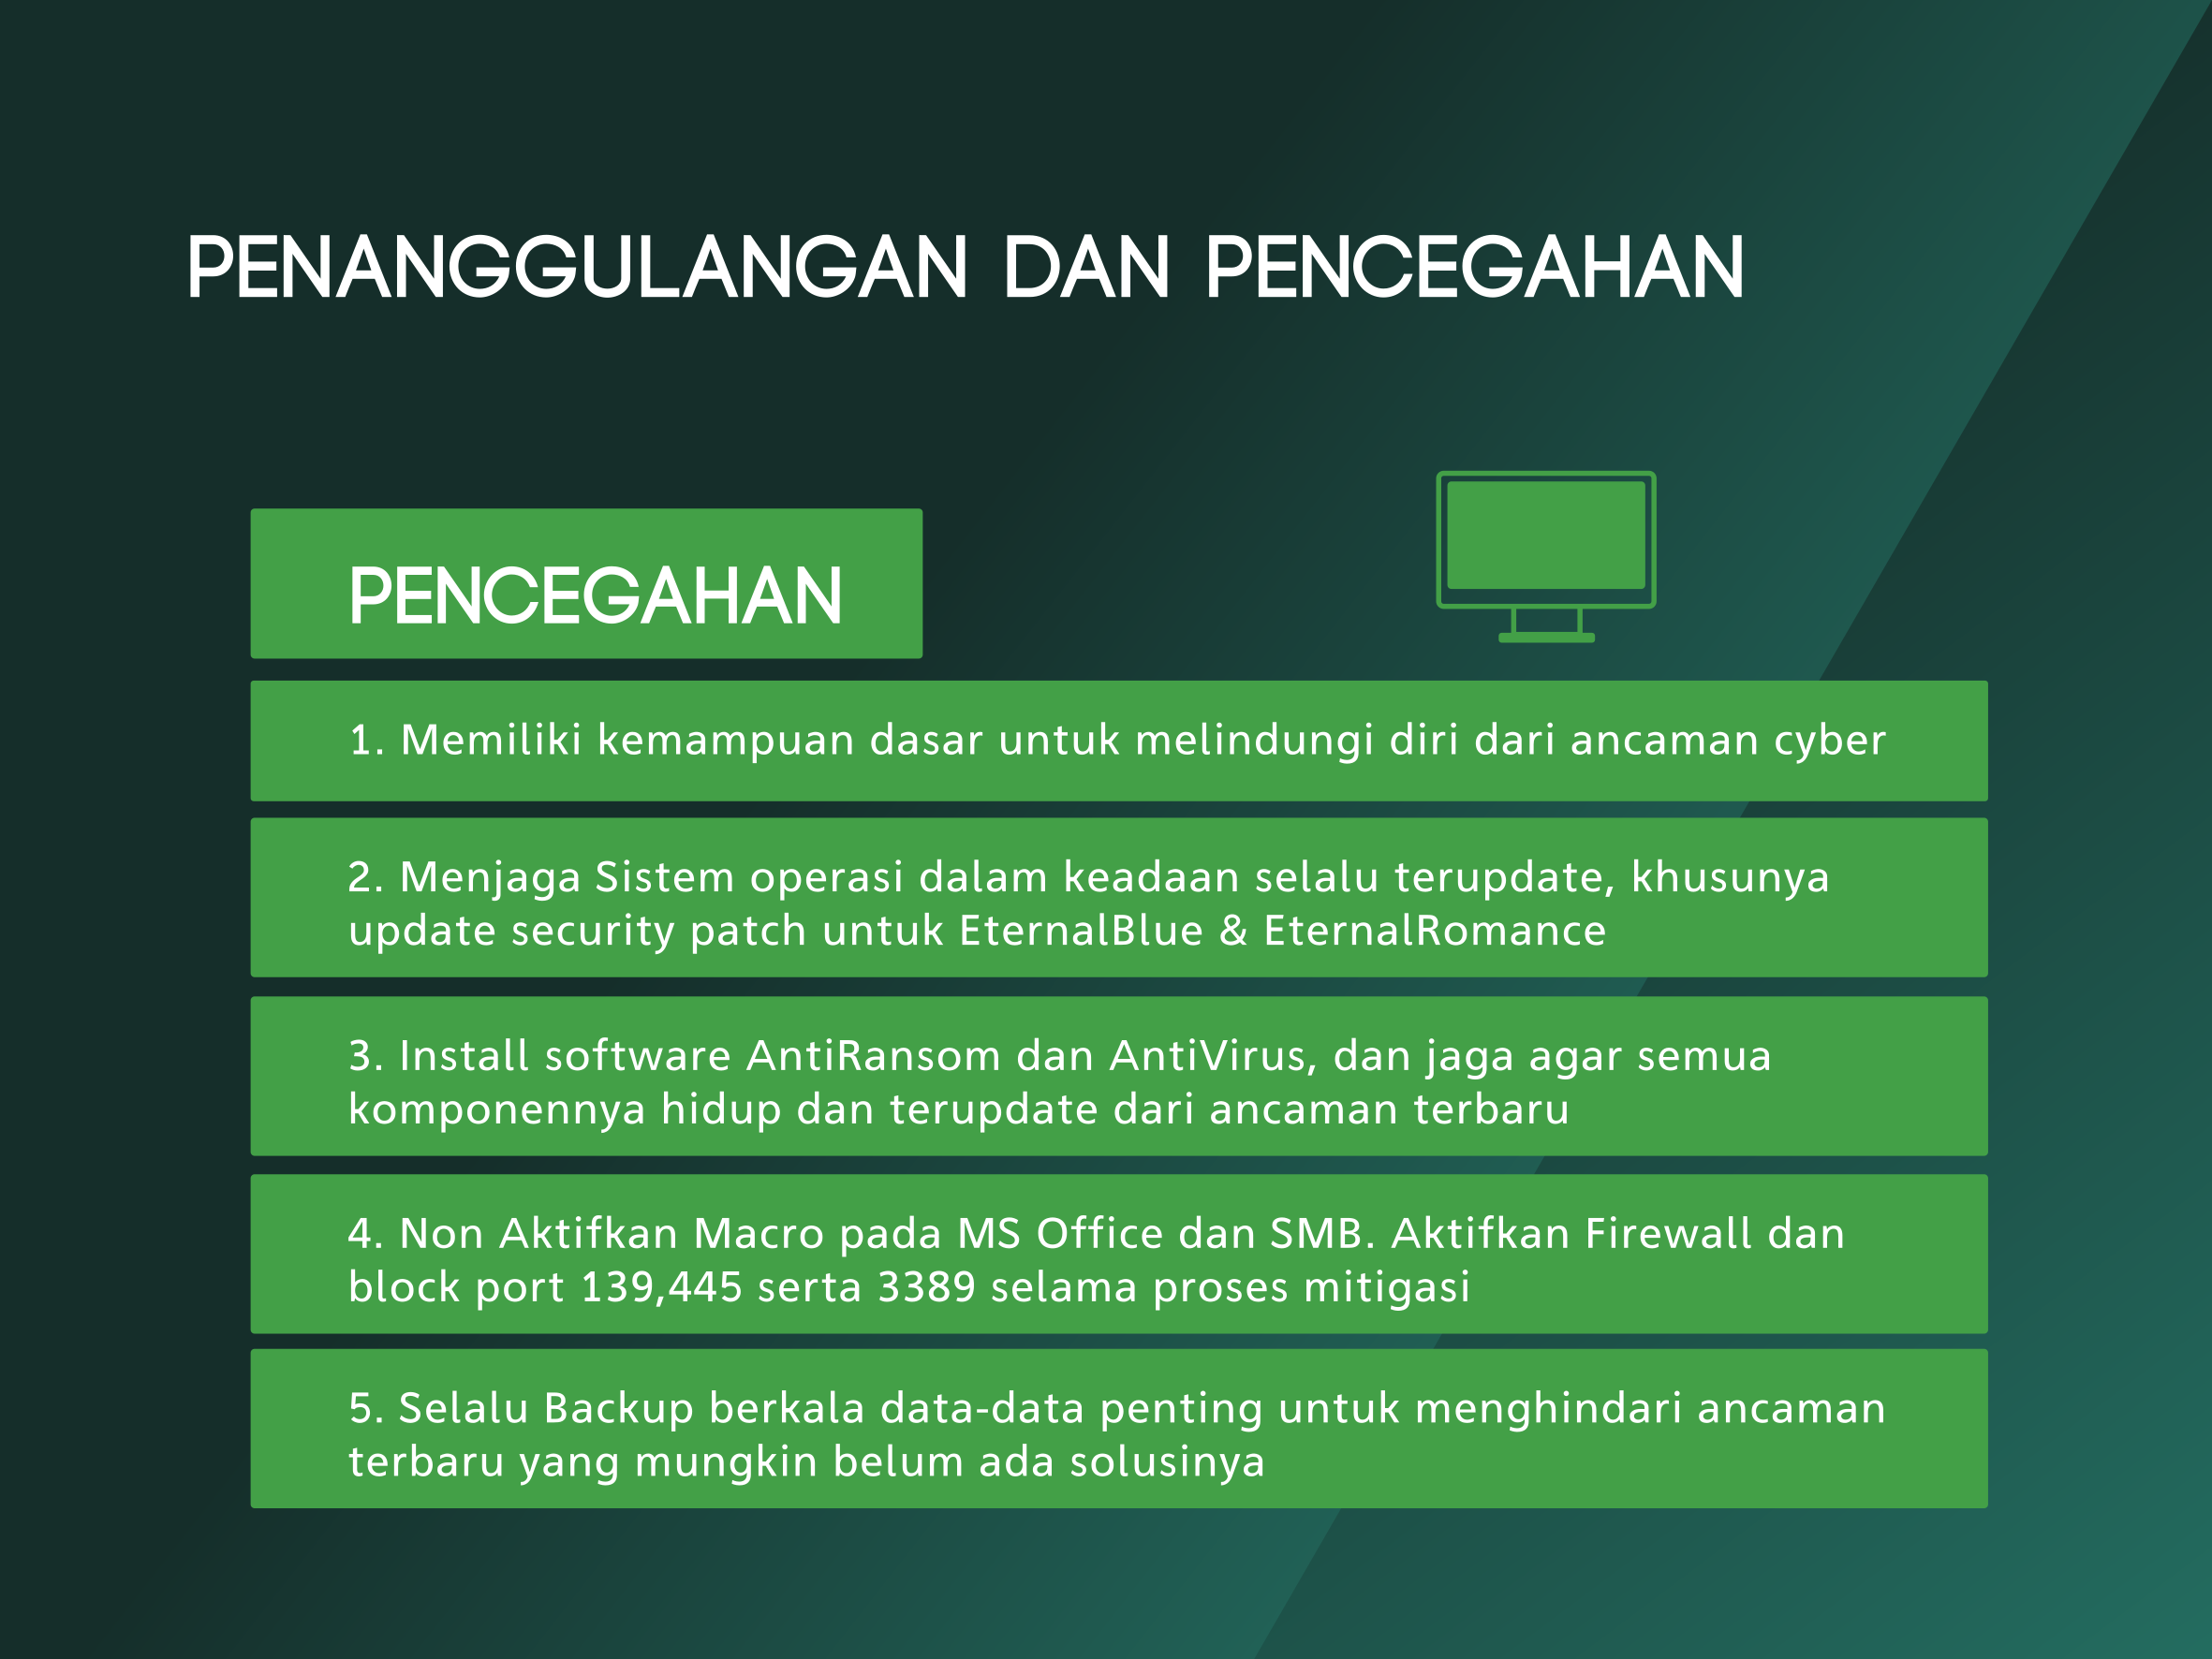 PENANGGULANGAN DAN PENCEGAHAN
PENCEGAHAN
1. Memiliki kemampuan dasar untuk melindungi diri dari ancaman cyber
2. Menjaga Sistem operasi dalam keadaan selalu terupdate, khusunya
update security patch untuk EternalBlue & EternalRomance
3. Install software AntiRansom dan AntiVirus, dan jaga agar semua
komponennya hidup dan terupdate dari ancaman terbaru
4. Non Aktifkan Macro pada MS Office dan SMB. Aktifkan Firewall dan
block port 139,445 serta 3389 selama proses mitigasi
5. Selalu Backup berkala data-data penting untuk menghindari ancaman
terbaru yang mungkin belum ada solusinya